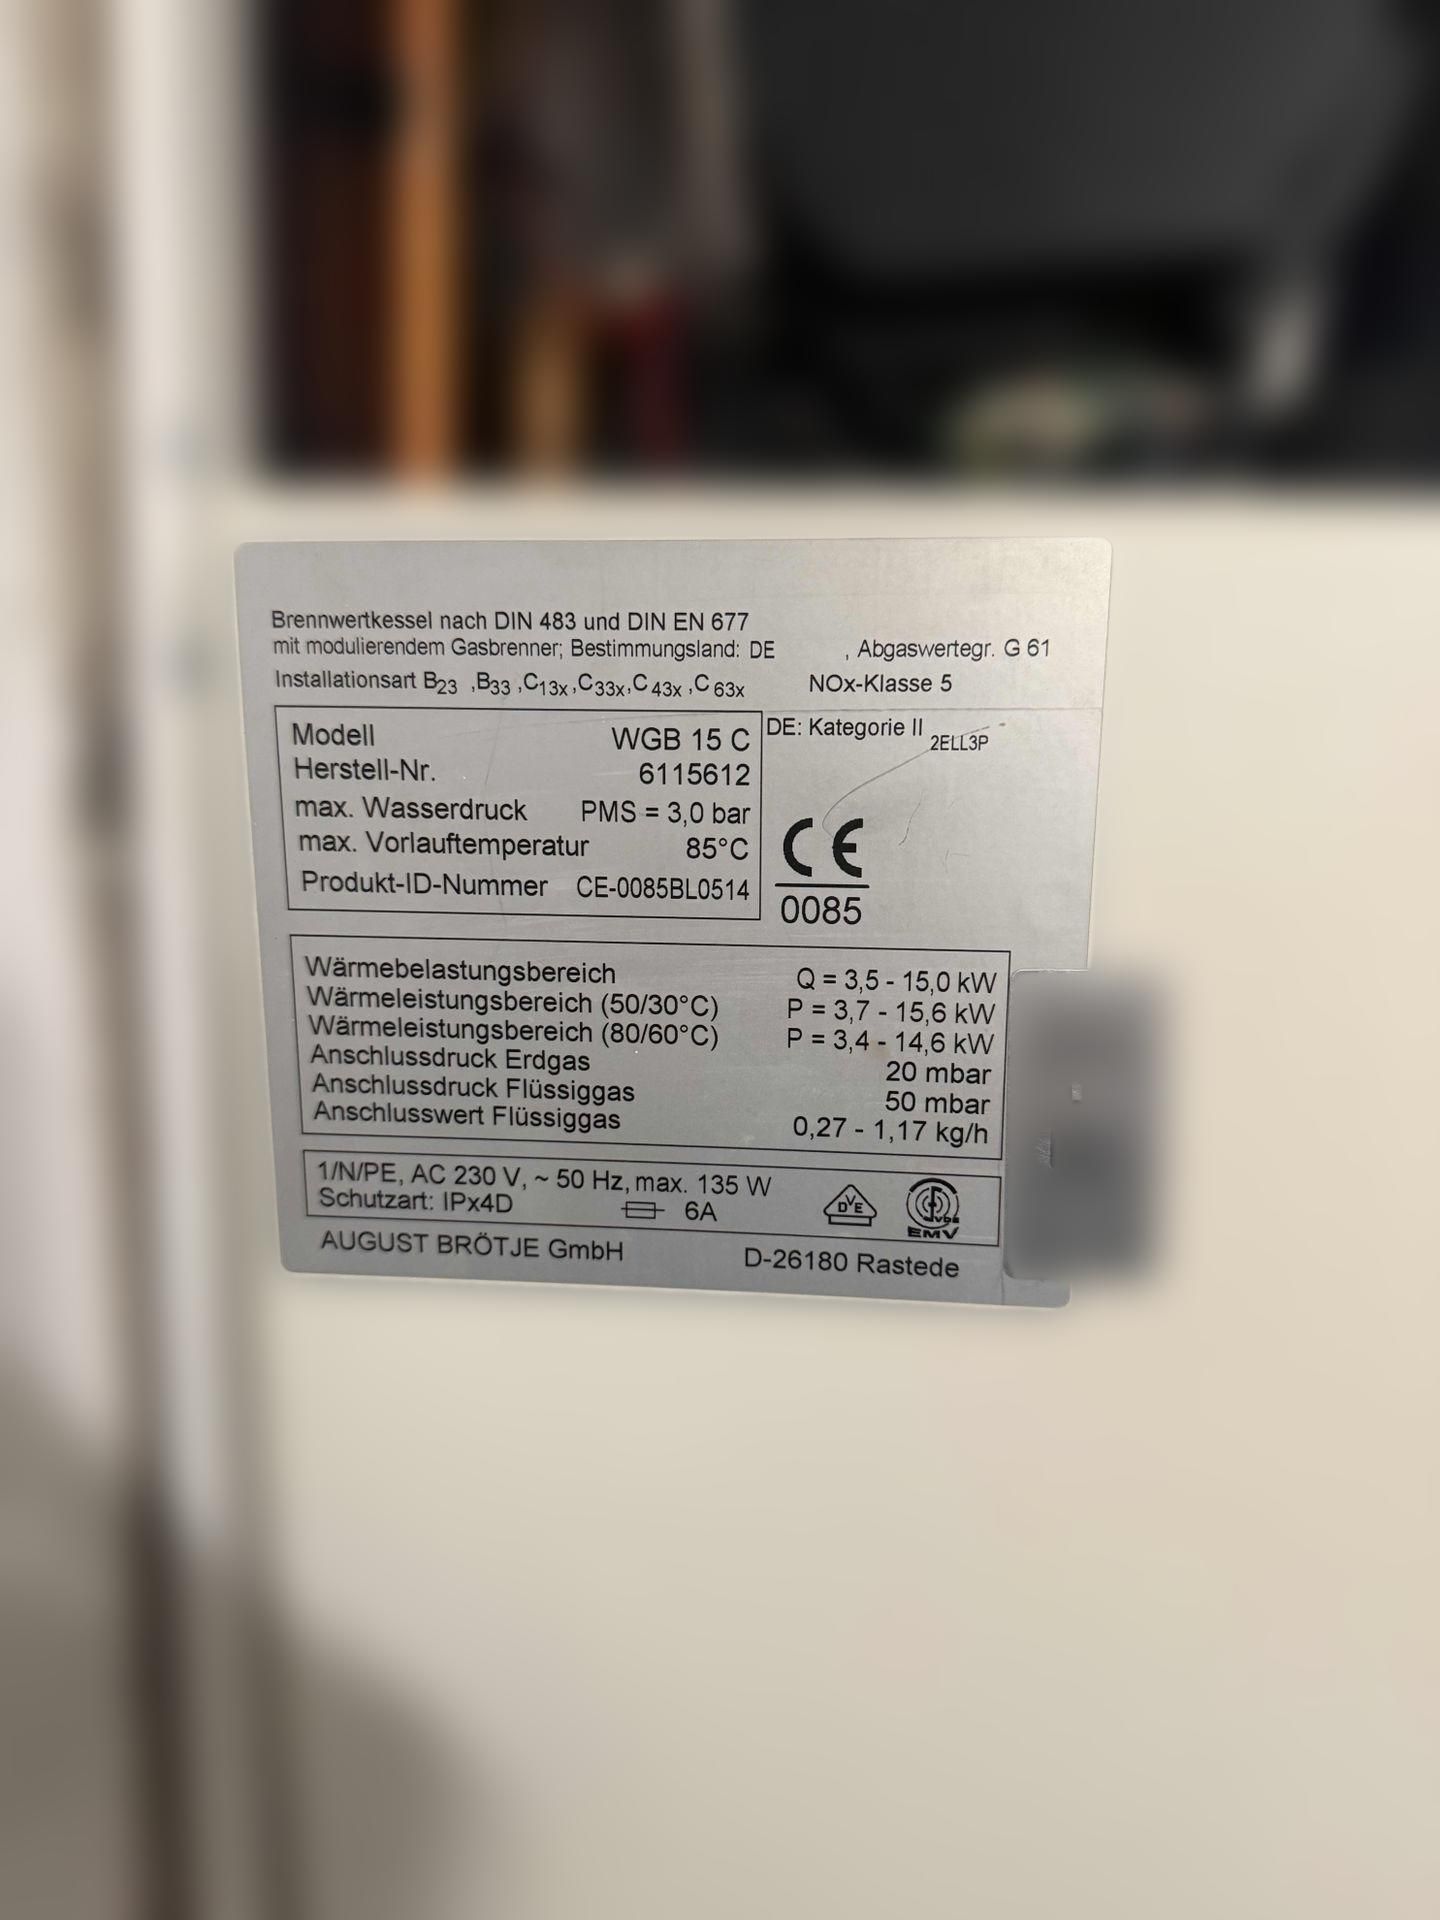 Brennwertkessel nach DIN 483 und DIN EN 677
mit modulierendem Gasbrenner; Bestimmungsland: DE , Abgaswertegr. G 61
Installationsart B23 ,B33 ,C13x,C33x,C43x ,C63x NOx-Klasse 5
Modell WGB 15 C
Herstell-Nr. 6115612
max. Wasserdruck PMS = 3,0 bar
max. Vorlauftemperatur 85°C
Produkt-ID-Nummer CE-0085BL0514
DE: Kategorie II 2ELL3P
CE
0085
Wärmebelastungsbereich Q = 3,5 - 15,0 kW
Wärmeleistungsbereich (50/30°C) P = 3,7 - 15,6 kW
Wärmeleistungsbereich (80/60°C) P = 3,4 - 14,6 kW
Anschlussdruck Erdgas 20 mbar
Anschlussdruck Flüssiggas 50 mbar
Anschlusswert Flüssiggas 0,27 - 1,17 kg/h
1/N/PE, AC 230 V, ~ 50 Hz, max. 135 W
Schutzart: IPx4D 6A
DVE
VDE
EMV
AUGUST BRÖTJE GmbH D-26180 Rastede